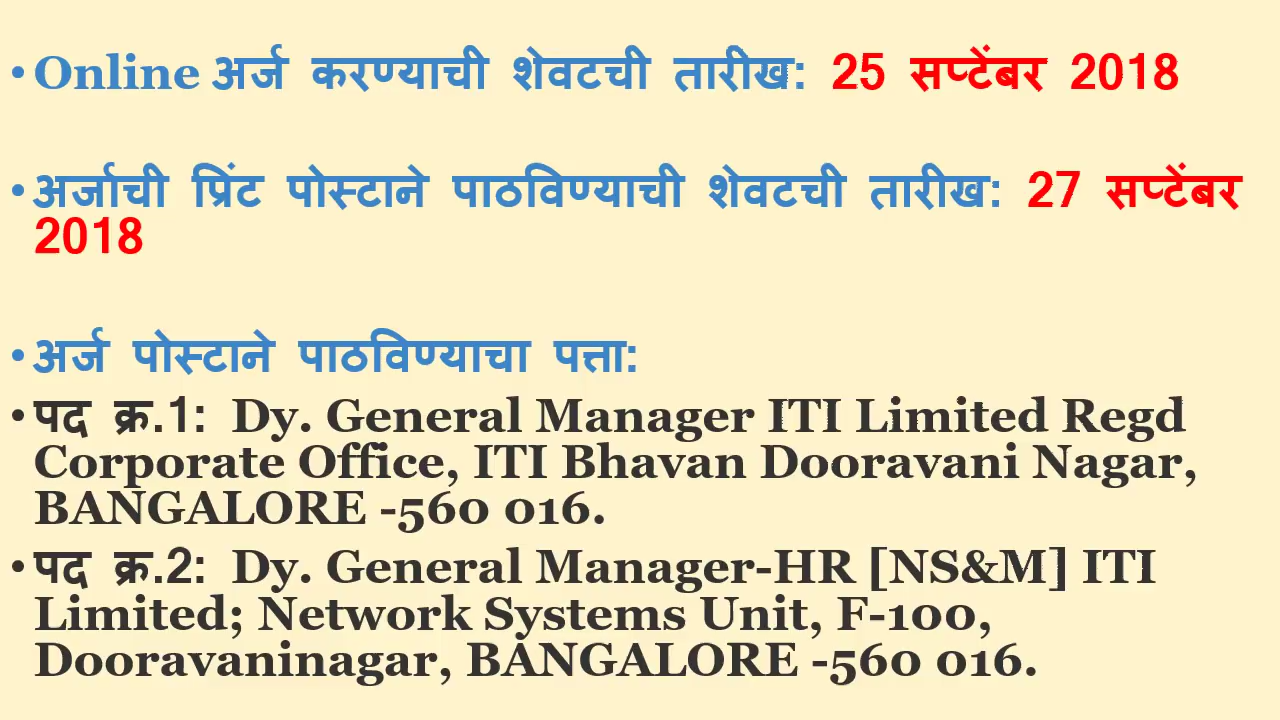 • Online अर्ज करण्याची शेवटची तारीख: 25 सप्टेंबर 2018
• अर्जाची प्रिंट पोस्टाने पाठविण्याची शेवटची तारीख: 27 सप्टेंबर
2018
• अर्ज पोस्टाने पाठविण्याचा पत्ता:
• पद क्र.1: Dy. General Manager ITI Limited Regd
Corporate Office, ITI Bhavan Dooravani Nagar,
BANGALORE -560 016.
• पद क्र.2: Dy. General Manager-HR [NS&M] ITI
Limited; Network Systems Unit, F-100,
Dooravaninagar, BANGALORE -560 016.